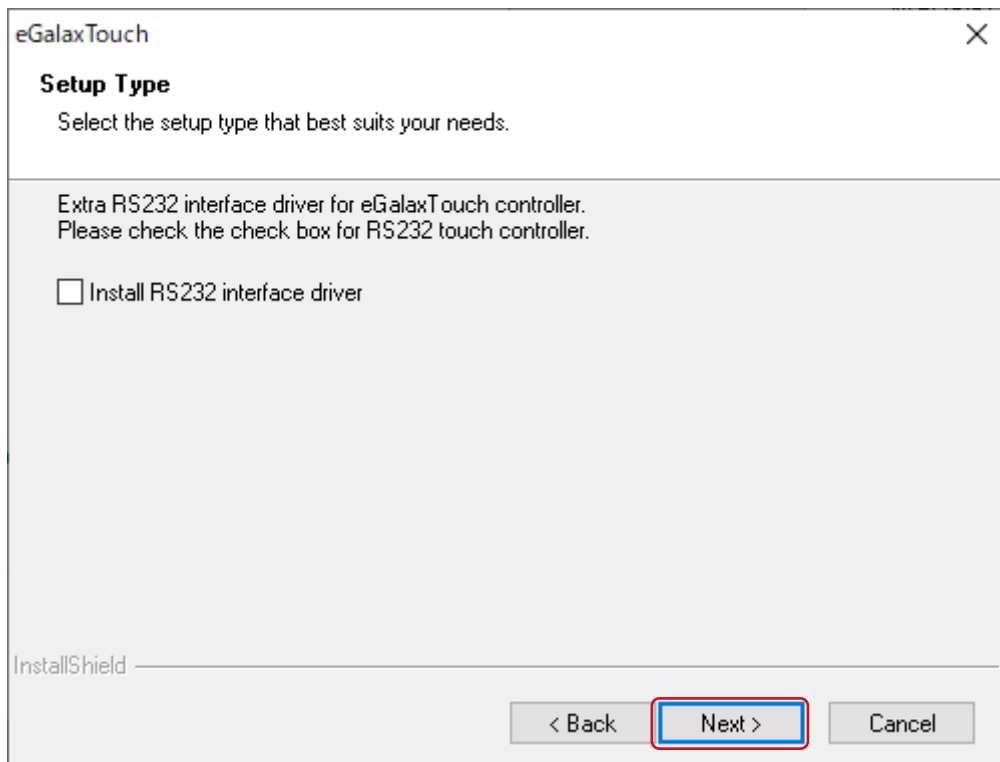 eGalaxTouch
Setup Type
Select the setup type that best suits your needs.
Extra RS232 interface driver for eGalaxTouch controller.
Please check the check box for RS232 touch controller.
Install RS232 interface driver
InstallShield
< Back Next > Cancel